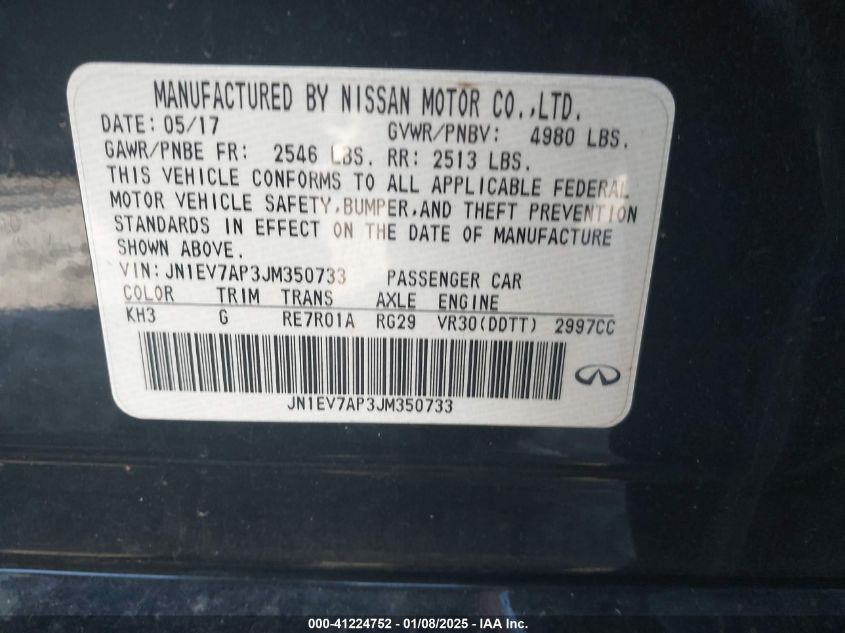 MANUFACTURED BY NISSAN MOTOR CO.,LTD.
DATE: 05/17 GVWR/PNBV: 4980 LBS.
GAWR/PNBE FR: 2546 LBS. RR: 2513 LBS.
THIS VEHICLE CONFORMS TO ALL APPLICABLE FEDERAL
MOTOR VEHICLE SAFETY,BUMPER,AND THEFT PREVENTION
STANDARDS IN EFFECT ON THE DATE OF MANUFACTURE
SHOWN ABOVE.
VIN: JN1EV7AP3JM350733 PASSENGER CAR
COLOR TRIM TRANS AXLE ENGINE
KH3 G RE7R01A RG29 VR30(DDTT) 2997CC
JN1EV7AP3JM350733
000-41224752 — 01/08/2025 — IAA Inc.